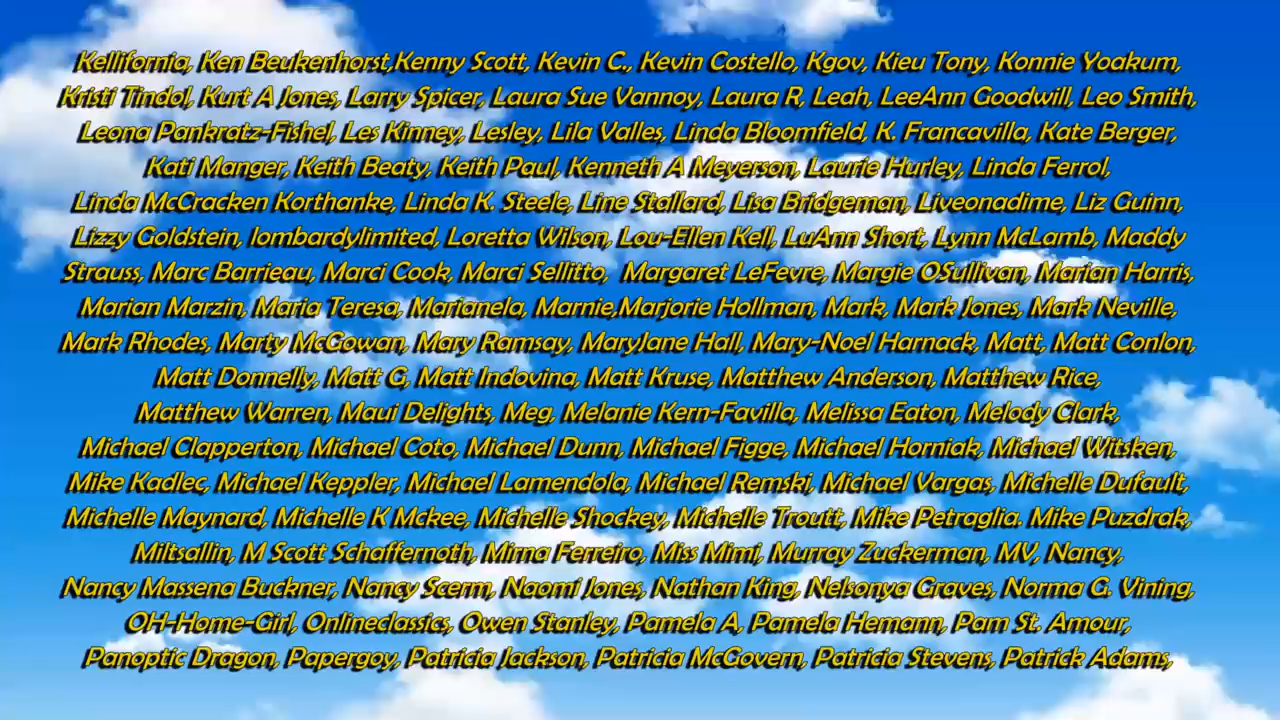 Kellifornia, Ken Beukenhorst,Kenny Scott, Kevin C., Kevin Costello, Kgov, Kieu Tony, Konnie Yoakum,
Kristi Tindol, Kurt A Jones, Larry Spicer, Laura Sue Vannoy, Laura R, Leah, LeeAnn Goodwill, Leo Smith,
Leona Pankratz-Fishel, Les Kinney, Lesley, Lila Valles, Linda Bloomfield, K. Francavilla, Kate Berger,
Kati Manger, Keith Beaty, Keith Paul, Kenneth A Meyerson, Laurie Hurley, Linda Ferrol,
Linda McCracken Korthanke, Linda K. Steele, Line Stallard, Lisa Bridgeman, Liveonadime, Liz Guinn,
Lizzy Goldstein, lombardylimited, Loretta Wilson, Lou-Ellen Kell, LuAnn Short, Lynn McLamb, Maddy
Strauss, Marc Barrieau, Marci Cook, Marci Sellitto, Margaret LeFevre, Margie OSullivan, Marian Harris,
Marian Marzin, Maria Teresa, Marianela, Marnie,Marjorie Hollman, Mark, Mark Jones, Mark Neville,
Mark Rhodes, Marty McGowan, Mary Ramsay, MaryJane Hall, Mary-Noel Harnack, Matt, Matt Conlon,
Matt Donnelly, Matt G, Matt Indovina, Matt Kruse, Matthew Anderson, Matthew Rice,
Matthew Warren, Maui Delights, Meg, Melanie Kern-Favilla, Melissa Eaton, Melody Clark,
Michael Clapperton, Michael Coto, Michael Dunn, Michael Figge, Michael Horniak, Michael Witsken,
Mike Kadlec, Michael Keppler, Michael Lamendola, Michael Remski, Michael Vargas, Michelle Dufault,
Michelle Maynard, Michelle K Mckee, Michelle Shockey, Michelle Troutt, Mike Petraglia. Mike Puzdrak,
Miltsallin, M Scott Schaffernoth, Mirna Ferreiro, Miss Mimi, Murray Zuckerman, MV, Nancy,
Nancy Massena Buckner, Nancy Scerm, Naomi Jones, Nathan King, Nelsonya Graves, Norma G. Vining,
OH-Home-Girl, Onlineclassics, Owen Stanley, Pamela A, Pamela Hemann, Pam St. Amour,
Panoptic Dragon, Papergoy, Patricia Jackson, Patricia McGovern, Patricia Stevens, Patrick Adams,